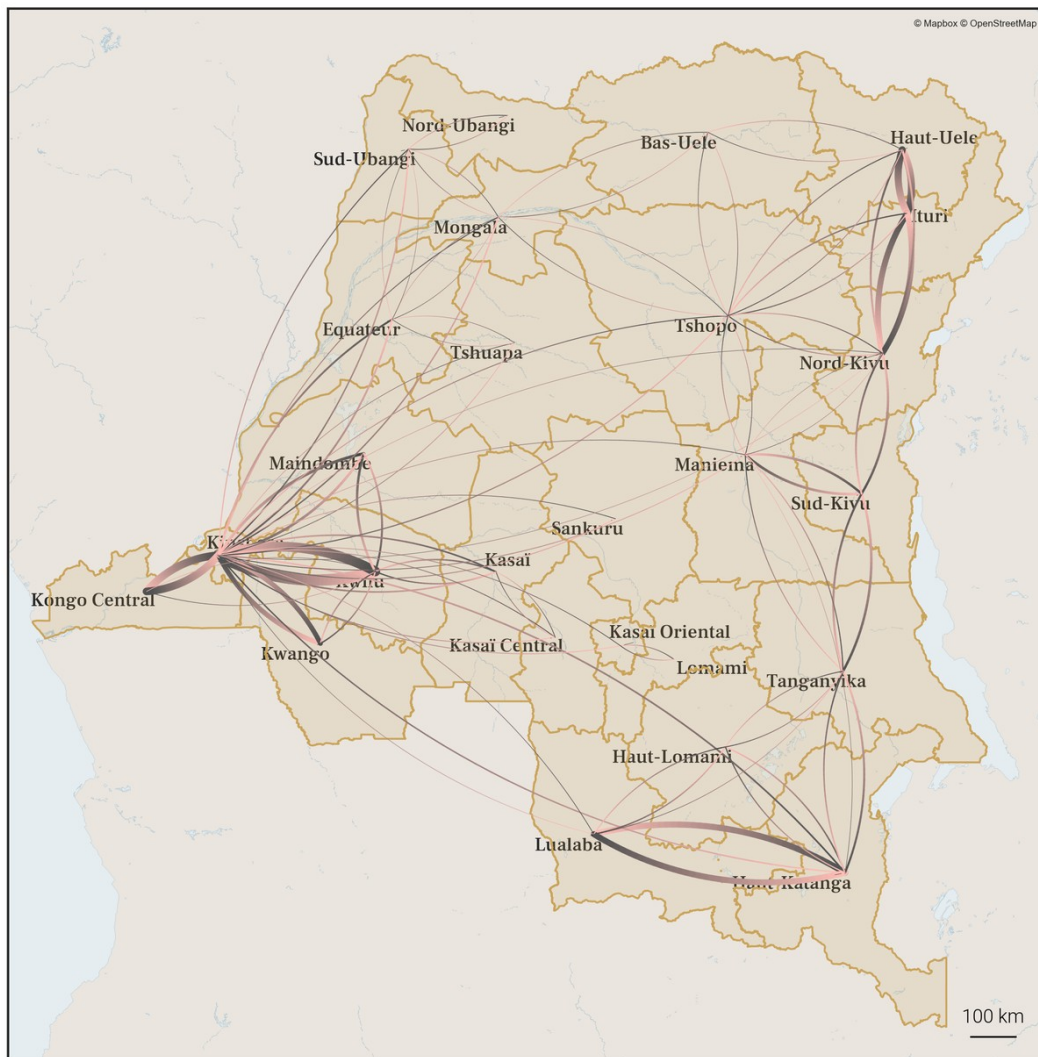 © Mapbox © OpenStreetMap
Nord-Ubangi
Sud-Ubangi
Bas-Uele
Haut-Uele
Ituri
Mongala
Equateur
Tshuapa
Tshopo
Nord-Kivu
Maindombe
Maniema
Sud-Kivu
Sankuru
Kasaï
Kongo Central
Kwango
Kasaï Central
Kasaï Oriental
Lomami
Tanganyika
Haut-Lomami
Lualaba
Haut-Katanga
100 km